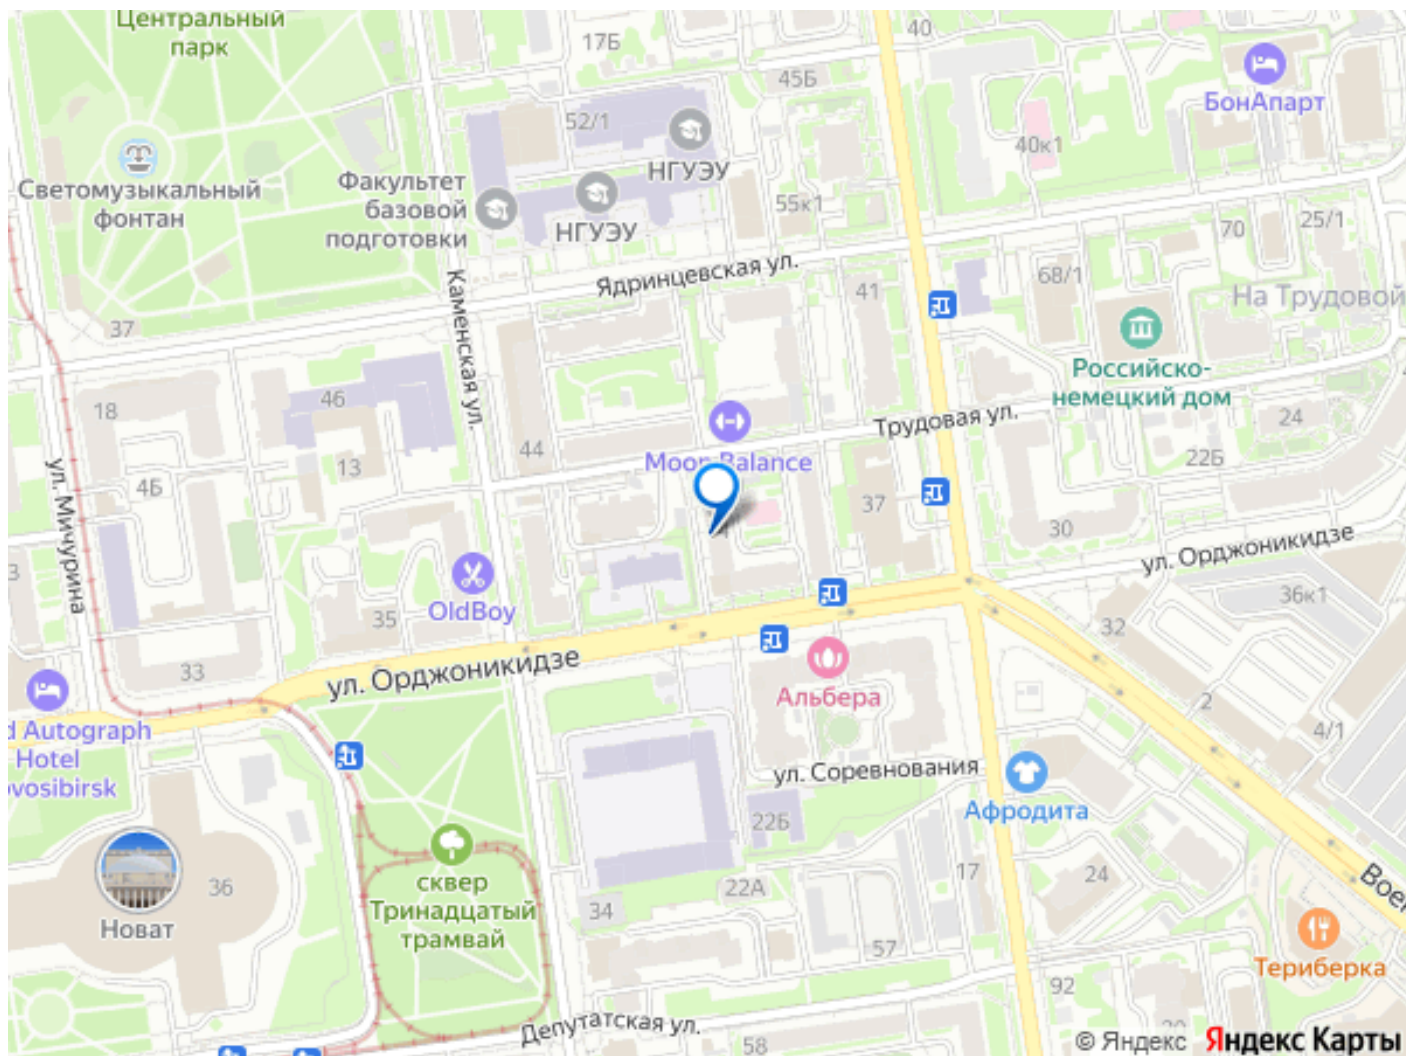 Центральный
парк
17Б
40
45Б
БонАпарт
52/1
НГУЭУ
40к1
Светомузыкальный
фонтан
Факультет
базовой
подготовки
НГУЭУ
55к1
25/1
70
Ядринцевская ул.
68/1
41
На Трудовой
Каменская ул.
37
Российско-
немецкий дом
46
18
Трудовая ул.
24
44
Moon Balance
22Б
13
4Б
37
ул. Мичурина
30
ул. Орджоникидзе
3
OldBoy
36к1
35
32
33
ул. Орджоникидзе
Альбера
2
d Autograph
Hotel
vosibirsk
4/1
ул. Соревнования
Афродита
22Б
17
24
36
сквер
Тринадцатый
трамвай
22А
34
Воен
Новат
57
Териберка
92
Депутатская ул.
58
© Яндекс Яндекс Карты